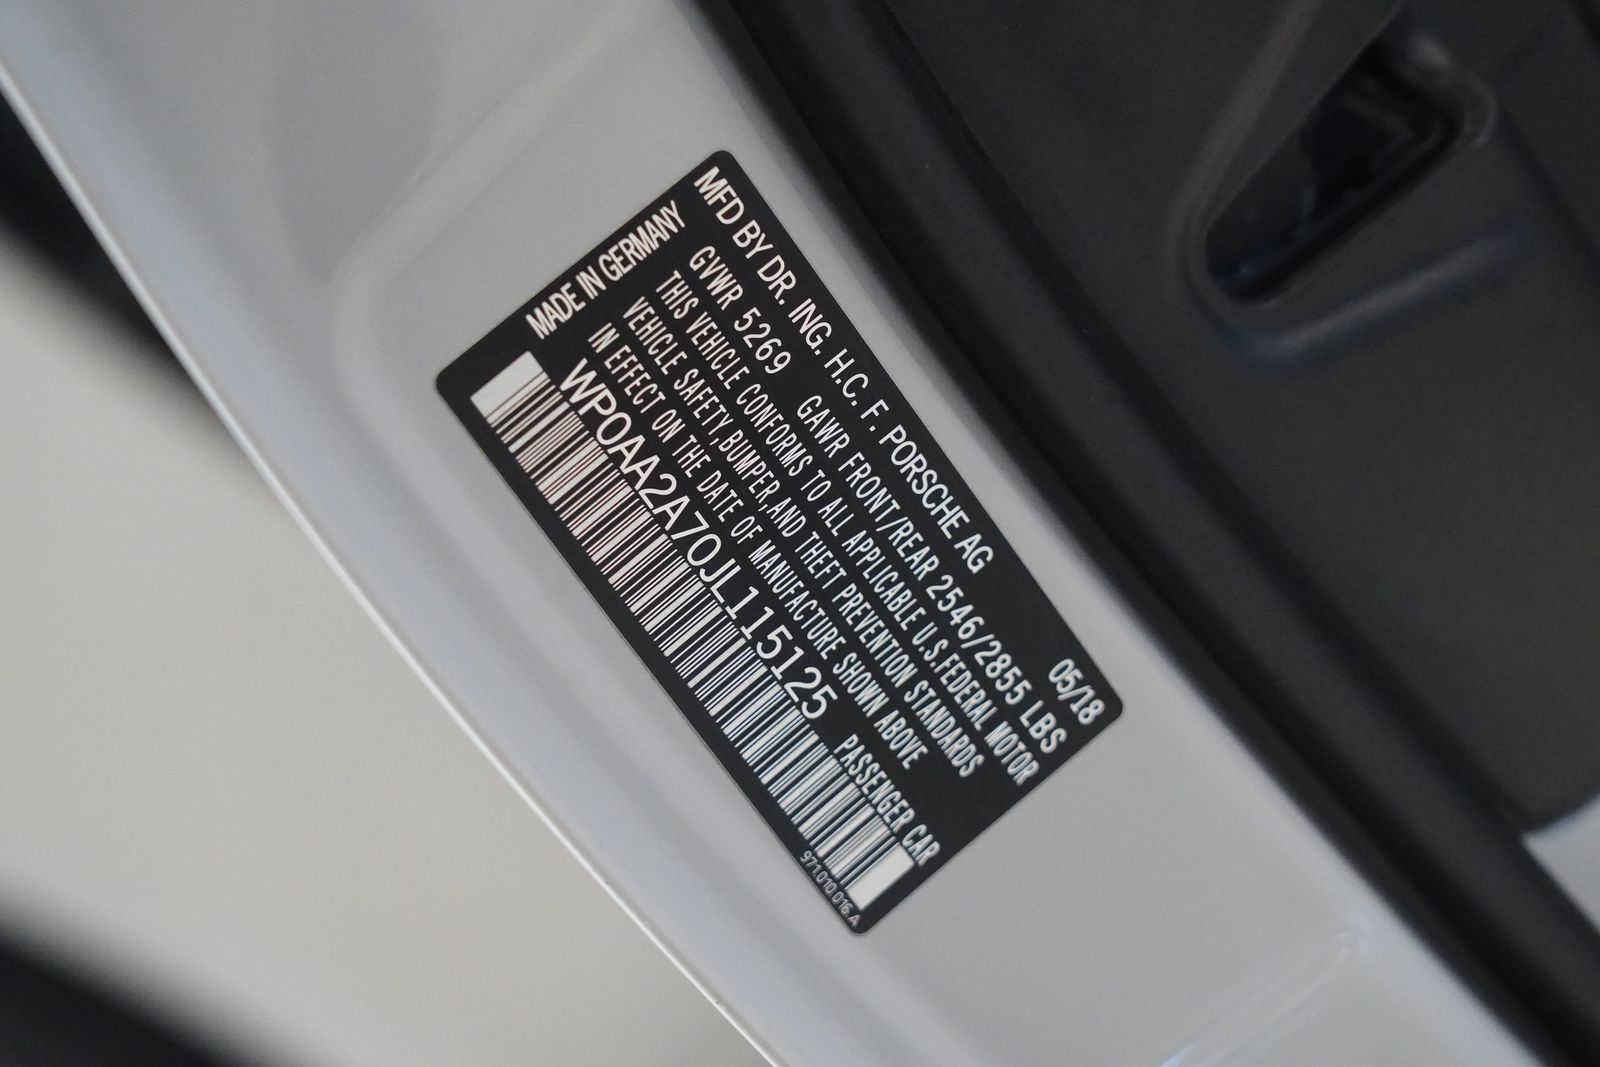 MFD BY DR. ING. H.C. F. PORSCHE AG 05/18
GVWR 5269 GAWR FRONT/REAR 2546/2855 LBS
THIS VEHICLE CONFORMS TO ALL APPLICABLE U.S.FEDERAL MOTOR
VEHICLE SAFETY,BUMPER,AND THEFT PREVENTION STANDARDS
IN EFFECT ON THE DATE OF MANUFACTURE SHOWN ABOVE
WP0AA2A70JL115125 PASSENGER CAR
971.010.016.A
MADE IN GERMANY